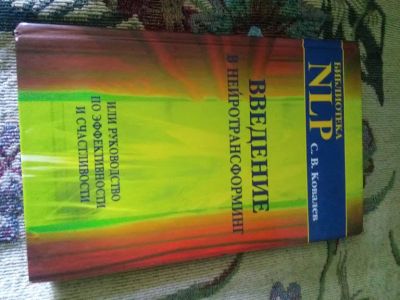 БИБЛИОТЕКА
NLP
С. В. Ковалев
ВВЕДЕНИЕ
В НЕЙРОТРАНСФОРМИНГ
ИЛИ РУКОВОДСТВО
ПО ЭФФЕКТИВНОСТИ
И СЧАСТЛИВОСТИ